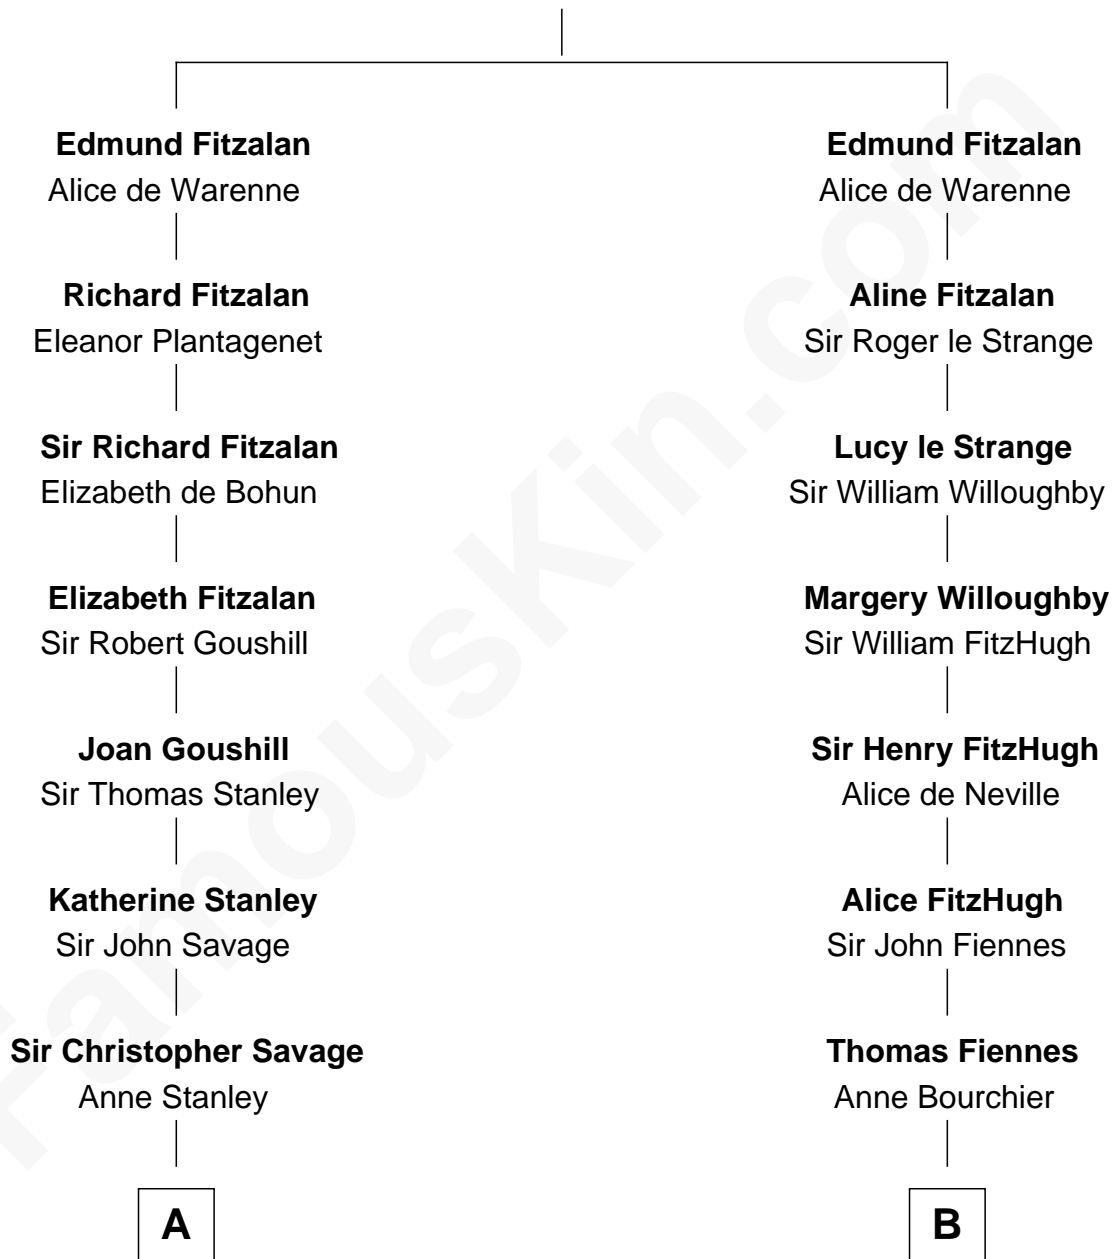 Edmund Fitzalan
Alice de Warenne
Richard Fitzalan
Eleanor Plantagenet
Sir Richard Fitzalan
Elizabeth de Bohun
Elizabeth Fitzalan
Sir Robert Goushill
Joan Goushill
Sir Thomas Stanley
Katherine Stanley
Sir John Savage
Sir Christopher Savage
Anne Stanley
A
Edmund Fitzalan
Alice de Warenne
Aline Fitzalan
Sir Roger le Strange
Lucy le Strange
Sir William Willoughby
Margery Willoughby
Sir William FitzHugh
Sir Henry FitzHugh
Alice de Neville
Alice FitzHugh
Sir John Fiennes
Thomas Fiennes
Anne Bourchier
B
FamousKin.com